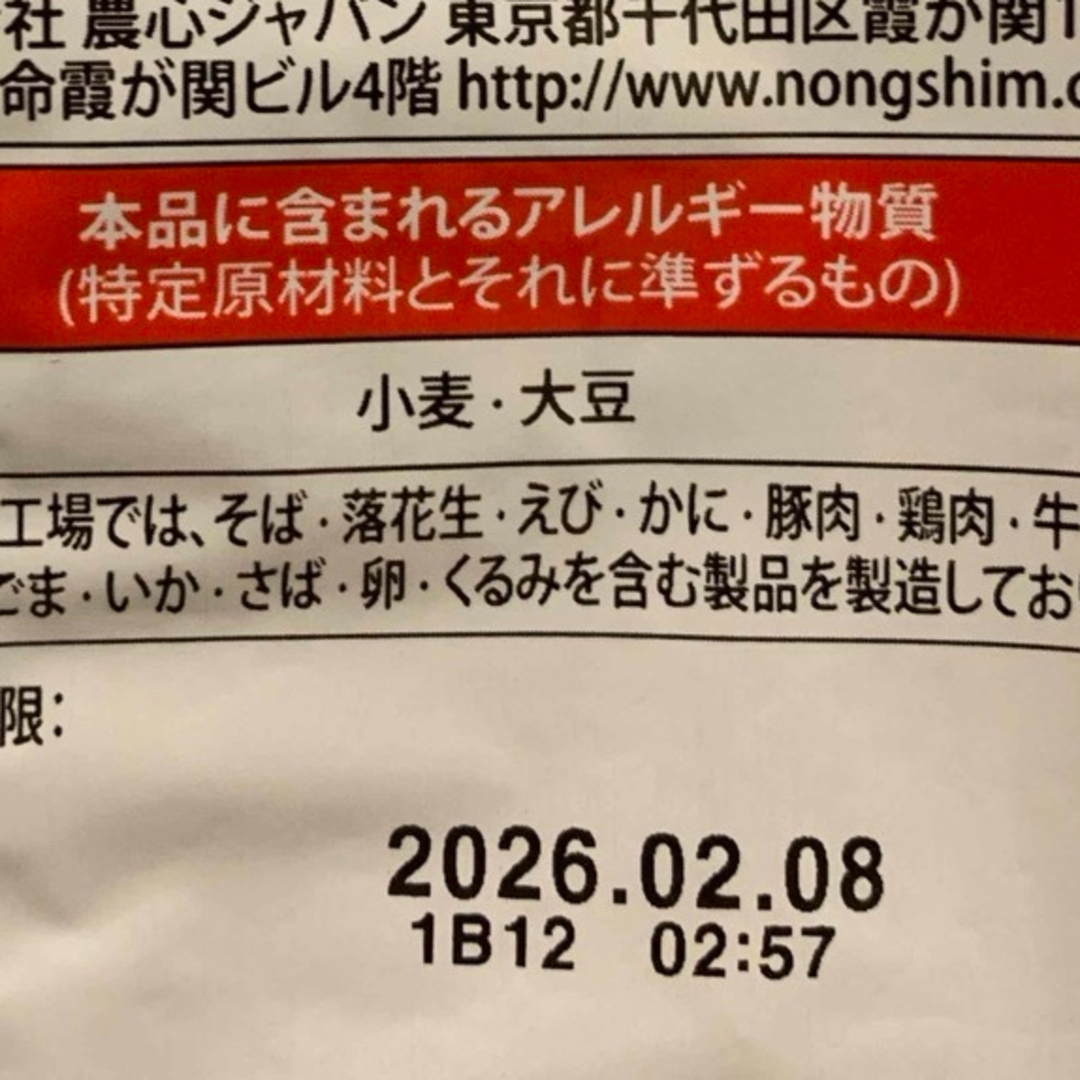 社 農心ジャパン 東京都千代田区霞が関1
命霞が関ビル4階 http://www.nongshim.c
本品に含まれるアレルギー物質
(特定原材料とそれに準ずるもの)
小麦・大豆
工場では、そば・落花生・えび・かに・豚肉・鶏肉・牛
ごま・いか・さば・卵・くるみを含む製品を製造してお
限:
2026.02.08
1B12 02:57